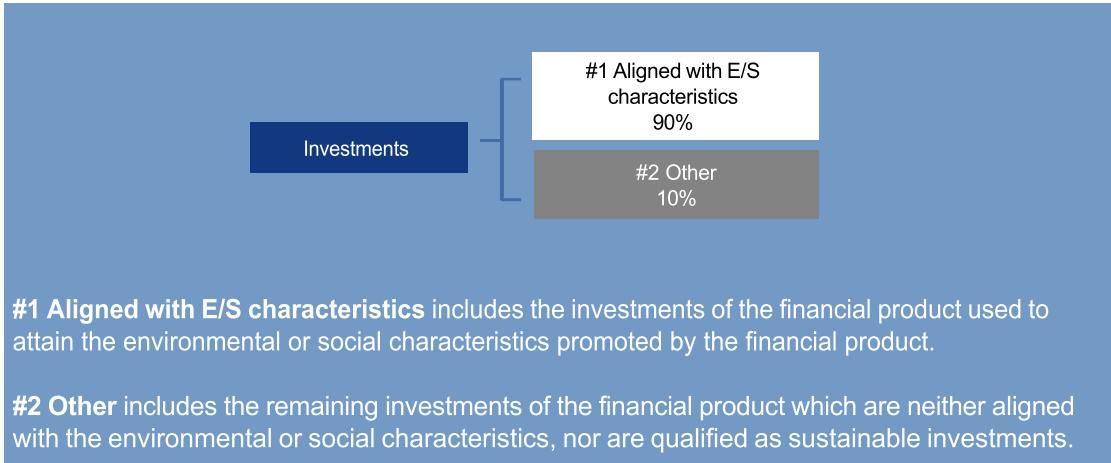 #1 Aligned with E/S
characteristics
90%
Investments
#2 Other
10%
#1 Aligned with E/S characteristics includes the investments of the financial product used to
attain the environmental or social characteristics promoted by the financial product.
#2 Other includes the remaining investments of the financial product which are neither aligned
with the environmental or social characteristics, nor are qualified as sustainable investments.